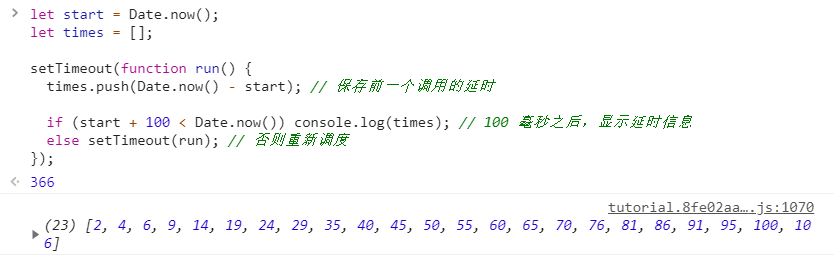 let start = Date.now();
let times = [];
setTimeout(function run() {
  times.push(Date.now() - start); // 保存前一个调用的延时
  if (start + 100 < Date.now()) console.log(times); // 100 毫秒之后，显示延时信息
  else setTimeout(run); // 否则重新调度
});
366
tutorial.8fe02aa….js:1070
(23) [2, 4, 6, 9, 14, 19, 24, 29, 35, 40, 45, 50, 55, 60, 65, 70, 76, 81, 86, 91, 95, 100, 10
6]